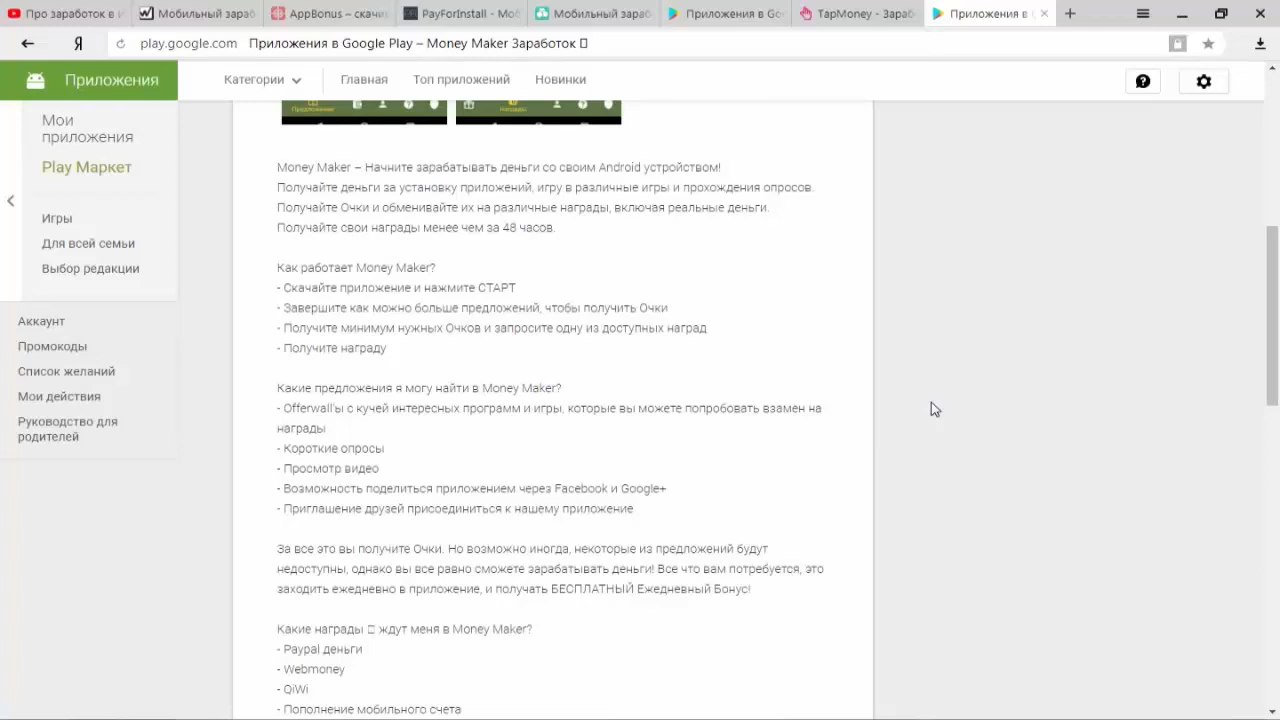 Про заработок в и
Мобильный зараб
AppBonus – скачи
PayForInstall - Моб
Мобильный зараб
Приложения в Go
TapMoney - Зараб
Приложения в G
play.google.com Приложения в Google Play – Money Maker Заработок
Приложения
Категории
Главная
Топ приложений
Новинки
Мои
приложения
Play Маркет
Игры
Для всей семьи
Выбор редакции
Аккаунт
Промокоды
Список желаний
Мои действия
Руководство для
родителей
Предложения
Награды
Money Maker – Начните зарабатывать деньги со своим Android устройством!
Получайте деньги за установку приложений, игру в различные игры и прохождения опросов.
Получайте Очки и обменивайте их на различные награды, включая реальные деньги.
Получайте свои награды менее чем за 48 часов.
Как работает Money Maker?
- Скачайте приложение и нажмите СТАРТ
- Завершите как можно больше предложений, чтобы получить Очки
- Получите минимум нужных Очков и запросите одну из доступных наград
- Получите награду
Какие предложения я могу найти в Money Maker?
- Offerwall'ы с кучей интересных программ и игры, которые вы можете попробовать взамен на
награды
- Короткие опросы
- Просмотр видео
- Возможность поделиться приложением через Facebook и Google+
- Приглашение друзей присоединиться к нашему приложение
За все это вы получите Очки. Но возможно иногда, некоторые из предложений будут
недоступны, однако вы все равно сможете зарабатывать деньги! Все что вам потребуется, это
заходить ежедневно в приложение, и получать БЕСПЛАТНЫЙ Ежедневный Бонус!
Какие награды ждут меня в Money Maker?
- Paypal деньги
- Webmoney
- QiWi
- Пополнение мобильного счета